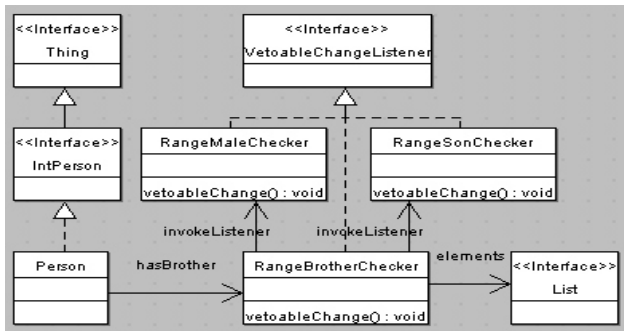 <<Interface>>
Thing
<<Interface>>
VetoableChangeListener
<<Interface>>
IntPerson
RangeMaleChecker
vetoableChange() : void
RangeSonChecker
vetoableChange() : void
invokeListener
invokeListener
Person
hasBrother
RangeBrotherChecker
vetoableChange() : void
elements
<<Interface>>
List